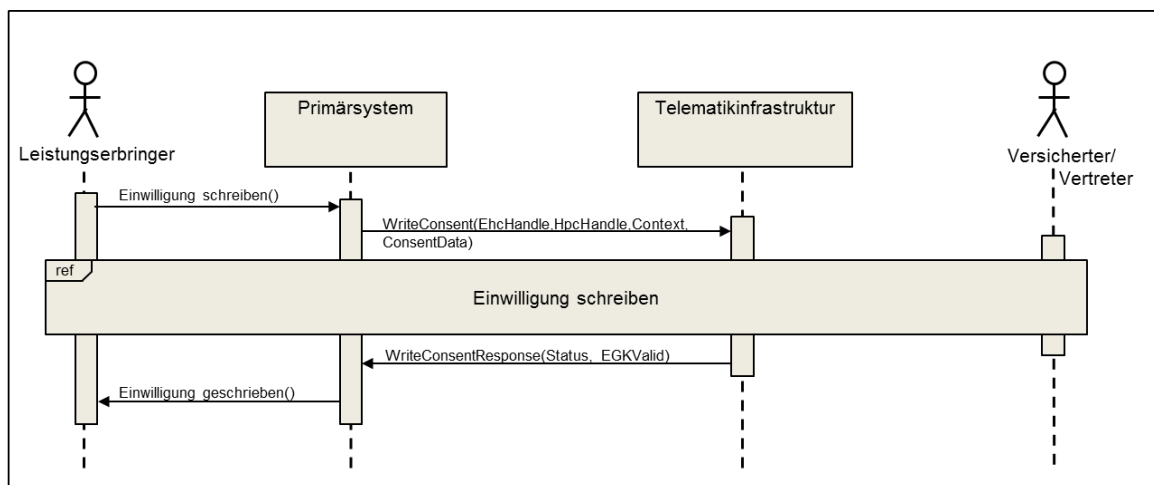 Primärsystem
Telematikinfrastruktur
Leistungserbringer
Versicherter/
Vertreter
Einwilligung schreiben()
WriteConsent(EhcHandle,HpcHandle,Context,
ConsentData)
ref
Einwilligung schreiben
WriteConsentResponse(Status, EGKValid)
Einwilligung geschrieben()